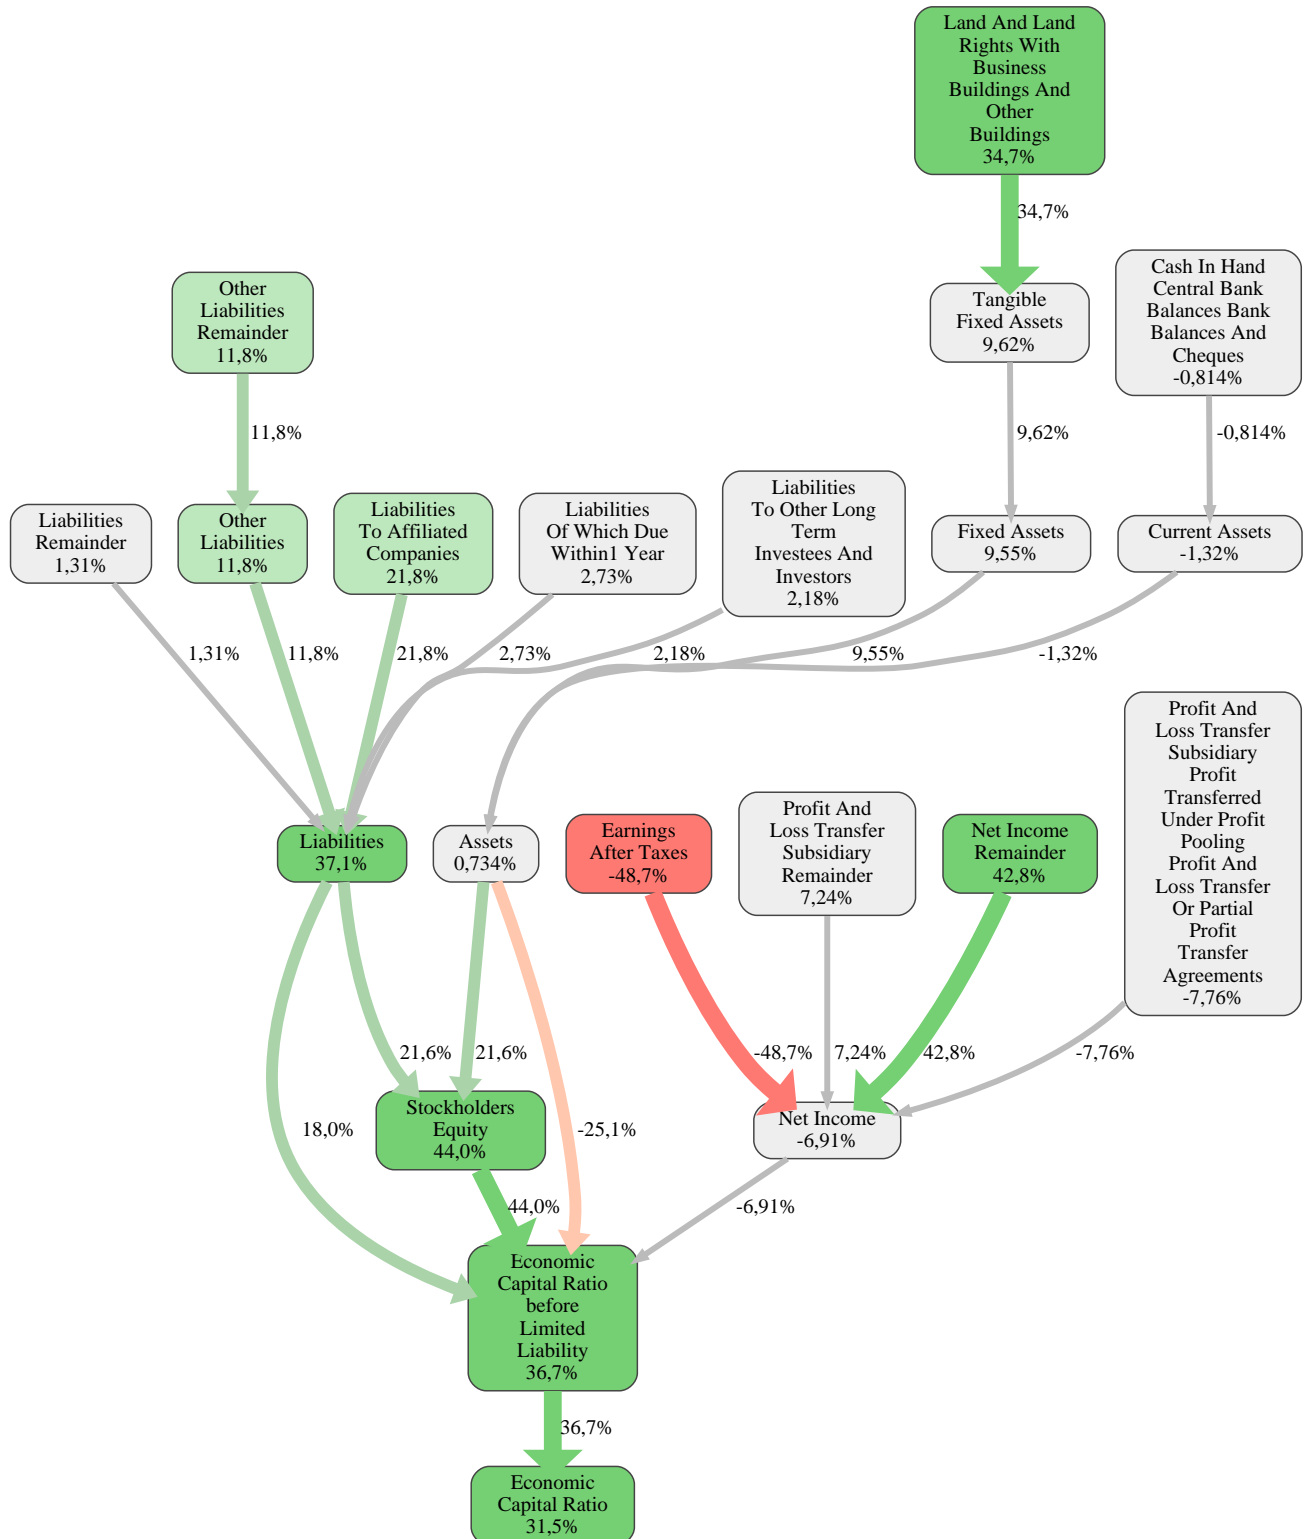 Land And Land
Rights With
Business
Buildings And
Other
Buildings
34,7%
34,7%
Other
Liabilities
Remainder
11,8%
Tangible
Fixed Assets
9,62%
Cash In Hand
Central Bank
Balances Bank
Balances And
Cheques
-0,814%
11,8%
9,62%
-0,814%
Liabilities
Remainder
1,31%
Other
Liabilities
11,8%
Liabilities
To Affiliated
Companies
21,8%
Liabilities
Of Which Due
Within1 Year
2,73%
Liabilities
To Other Long
Term
Investees And
Investors
2,18%
Fixed Assets
9,55%
Current Assets
-1,32%
1,31%
11,8%
21,8%
2,73%
2,18%
9,55%
-1,32%
Liabilities
37,1%
Assets
0,734%
Earnings
After Taxes
-48,7%
Profit And
Loss Transfer
Subsidiary
Remainder
7,24%
Net Income
Remainder
42,8%
Profit And
Loss Transfer
Subsidiary
Profit
Transferred
Under Profit
Pooling
Profit And
Loss Transfer
Or Partial
Profit
Transfer
Agreements
-7,76%
21,6%
21,6%
-48,7%
7,24%
42,8%
-7,76%
Stockholders
Equity
44,0%
Net Income
-6,91%
18,0%
-25,1%
44,0%
-6,91%
Economic
Capital Ratio
before
Limited
Liability
36,7%
36,7%
Economic
Capital Ratio
31,5%